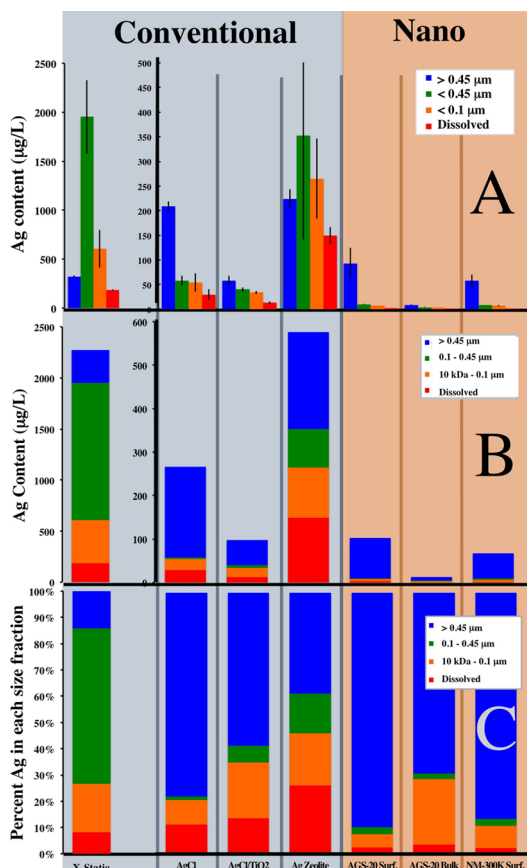 Conventional
Nano
Ag content (µg/L)
2500
2000
1500
1000
500
0
500
450
400
350
300
250
200
150
100
50
0
> 0.45 µm
< 0.45 µm
< 0.1 µm
Dissolved
A
Ag Content (µg/L)
2500
2000
1500
1000
500
0
600
500
400
300
200
100
0
> 0.45 µm
0.1 - 0.45 µm
10 kDa - 0.1 µm
Dissolved
B
Percent Ag in each size fraction
100%
90%
80%
70%
60%
50%
40%
30%
20%
10%
0%
> 0.45 µm
0.1 - 0.45 µm
10 kDa - 0.1 µm
Dissolved
C
X-Static
AgCl
AgCl/TiO2
Ag Zeolite
AGS-20 Surf.
AGS-20 Bulk
NM-300K Surf.